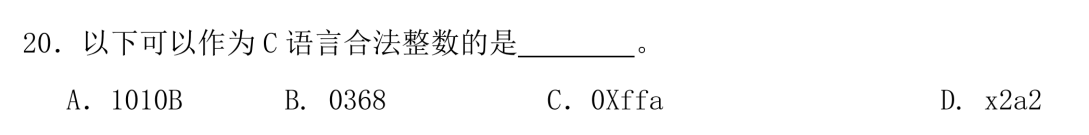 20. 以下可以作为 C 语言合法整数的是________。
A. 1010B B. 0368 C. 0Xffa D. x2a2